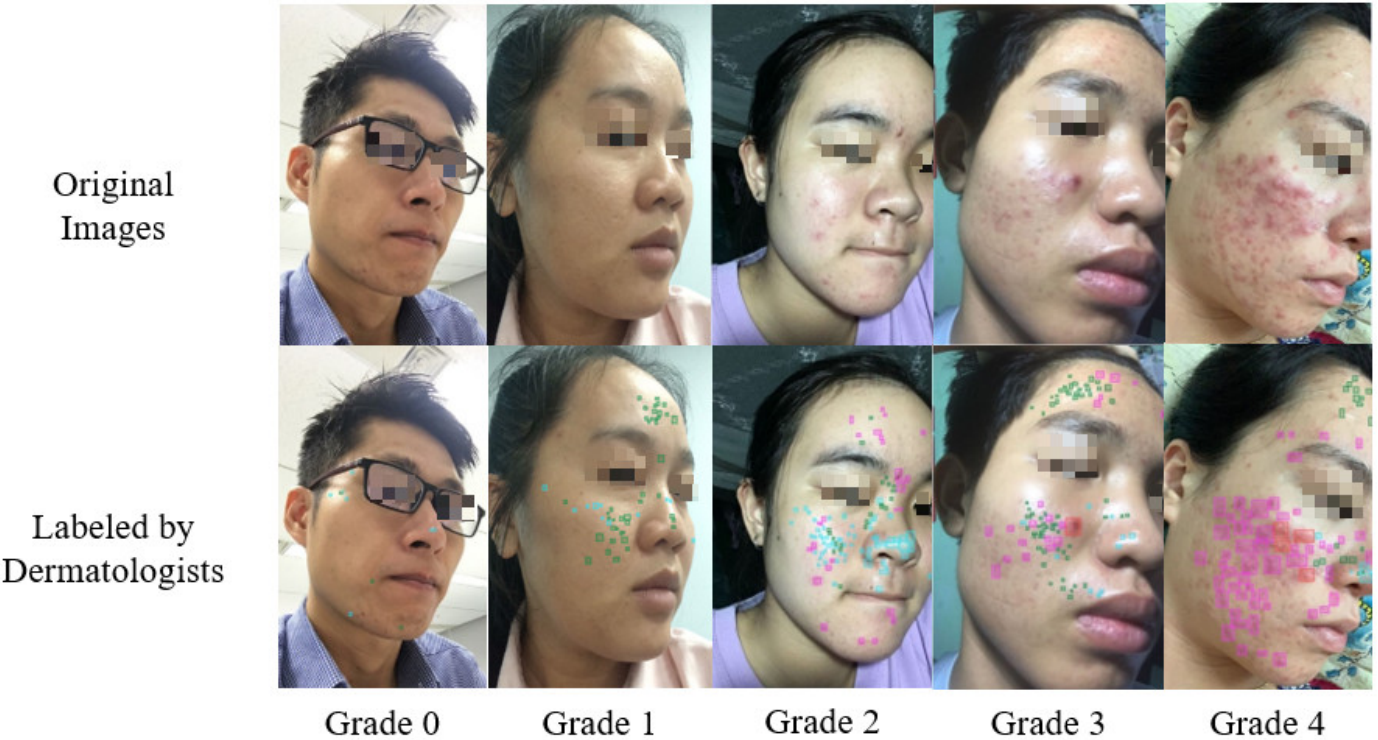 Original
Images
Labeled by
Dermatologists
Grade 0
Grade 1
Grade 2
Grade 3
Grade 4